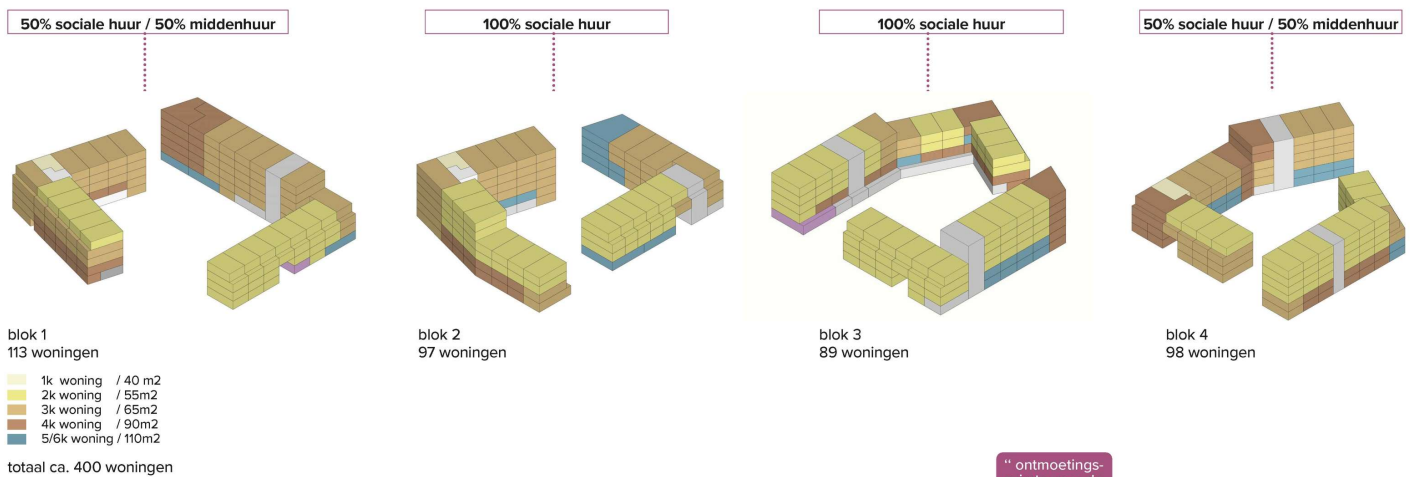 50% sociale huur / 50% middenhuur
100% sociale huur
100% sociale huur
50% sociale huur / 50% middenhuur
blok 1
113 woningen
blok 2
97 woningen
blok 3
89 woningen
blok 4
98 woningen
1k woning / 40 m2
2k woning / 55m2
3k woning / 65m2
4k woning / 90m2
5/6k woning / 110m2
totaal ca. 400 woningen
“ ontmoetings-